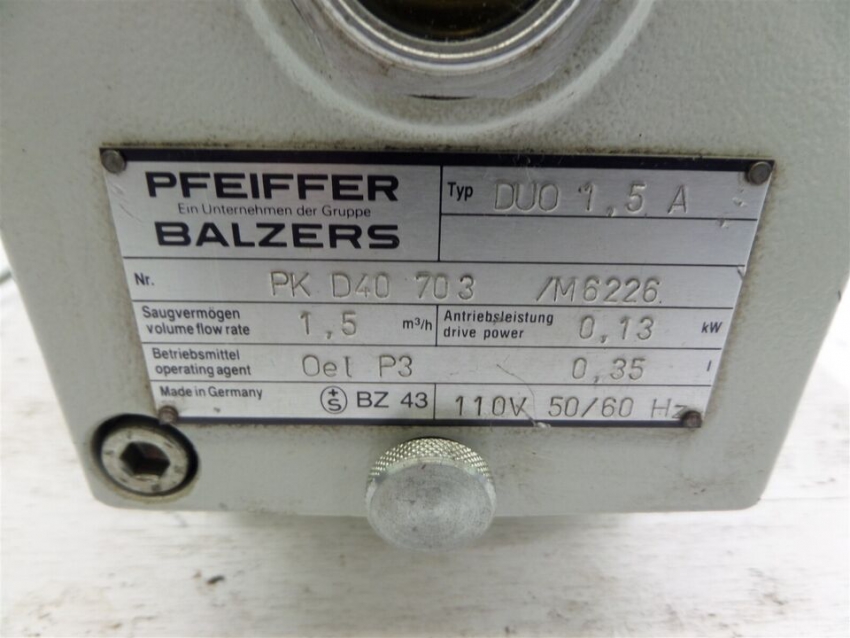 PFEIFFER
Ein Unternehmen der Gruppe
BALZERS
Typ DUO 1,5 A
Nr. PK D40 703 /M6226
Saugvermögen
volume flow rate 1,5 m³/h
Antriebsleistung
drive power 0,13 kW
Betriebsmittel
operating agent Oel P3 0,35 l
Made in Germany
+S BZ 43 110V 50/60 Hz